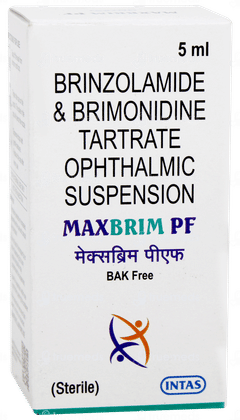 5 ml
BRINZOLAMIDE
& BRIMONIDINE
TARTRATE
OPHTHALMIC
SUSPENSION
MAXBRIM PF
मेक्सब्रिम पीएफ
BAK Free
(Sterile)
INTAS